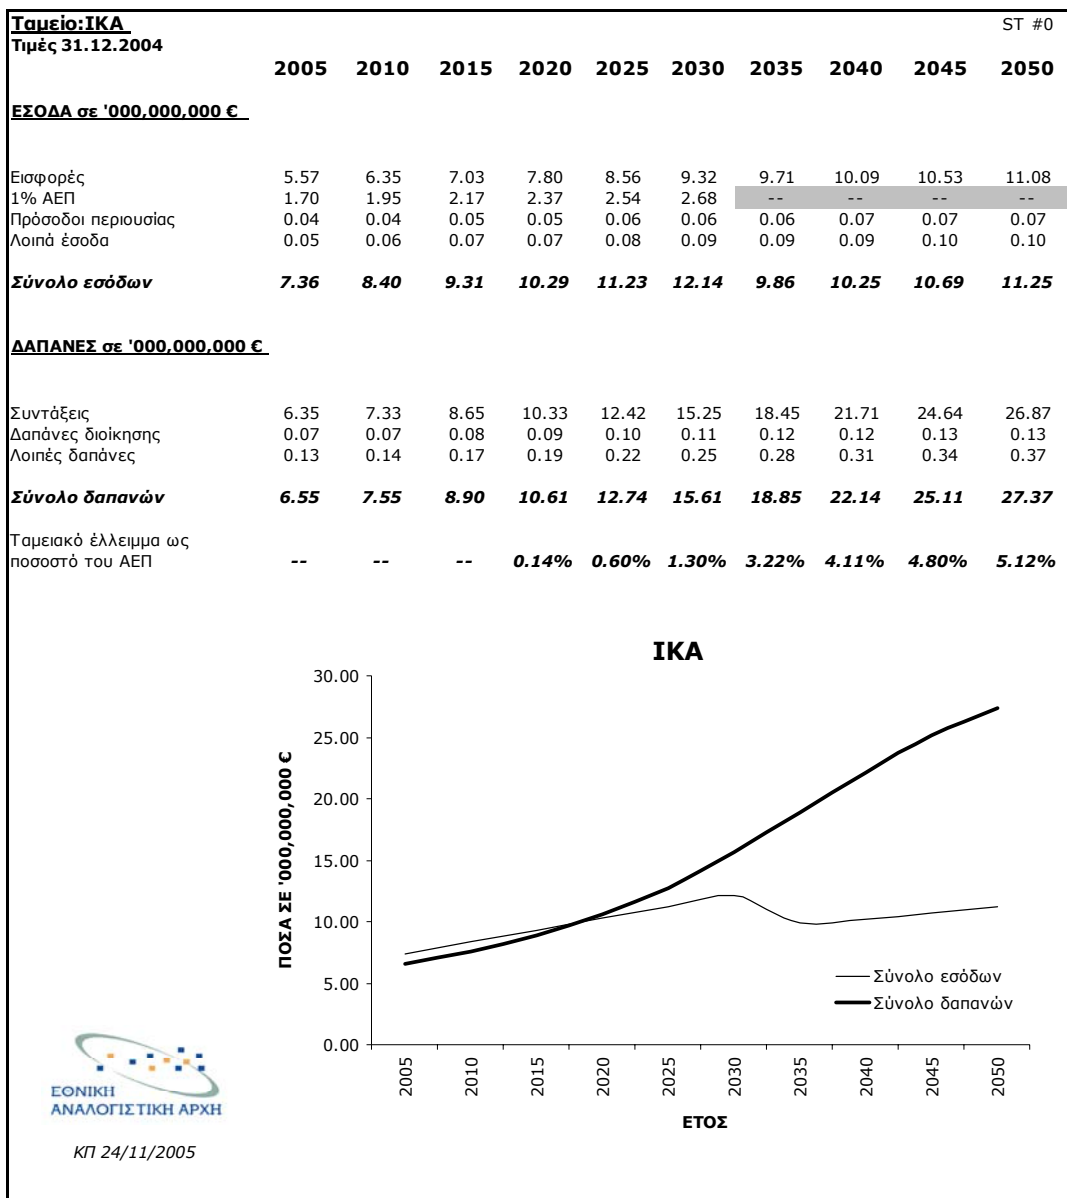 Ταμείο:ΙΚΑ ST #0
Τιμές 31.12.2004
2005 2010 2015 2020 2025 2030 2035 2040 2045 2050
ΕΣΟΔΑ σε '000,000,000 €
Εισφορές 5.57 6.35 7.03 7.80 8.56 9.32 9.71 10.09 10.53 11.08
1% ΑΕΠ 1.70 1.95 2.17 2.37 2.54 2.68 -- -- -- --
Πρόσοδοι περιουσίας 0.04 0.04 0.05 0.05 0.06 0.06 0.06 0.07 0.07 0.07
Λοιπά έσοδα 0.05 0.06 0.07 0.07 0.08 0.09 0.09 0.09 0.10 0.10
Σύνολο εσόδων 7.36 8.40 9.31 10.29 11.23 12.14 9.86 10.25 10.69 11.25
ΔΑΠΑΝΕΣ σε '000,000,000 €
Συντάξεις 6.35 7.33 8.65 10.33 12.42 15.25 18.45 21.71 24.64 26.87
Δαπάνες διοίκησης 0.07 0.07 0.08 0.09 0.10 0.11 0.12 0.12 0.13 0.13
Λοιπές δαπάνες 0.13 0.14 0.17 0.19 0.22 0.25 0.28 0.31 0.34 0.37
Σύνολο δαπανών 6.55 7.55 8.90 10.61 12.74 15.61 18.85 22.14 25.11 27.37
Ταμειακό έλλειμμα ως
ποσοστό του ΑΕΠ -- -- -- 0.14% 0.60% 1.30% 3.22% 4.11% 4.80% 5.12%
ΙΚΑ
30.00
25.00
20.00
15.00
10.00
5.00
0.00
ΠΟΣΑ ΣΕ '000,000,000 €
Σύνολο εσόδων
Σύνολο δαπανών
2005 2010 2015 2020 2025 2030 2035 2040 2045 2050
ΕΤΟΣ
ΕΘΝΙΚΗ
ΑΝΑΛΟΓΙΣΤΙΚΗ ΑΡΧΗ
ΚΠ 24/11/2005